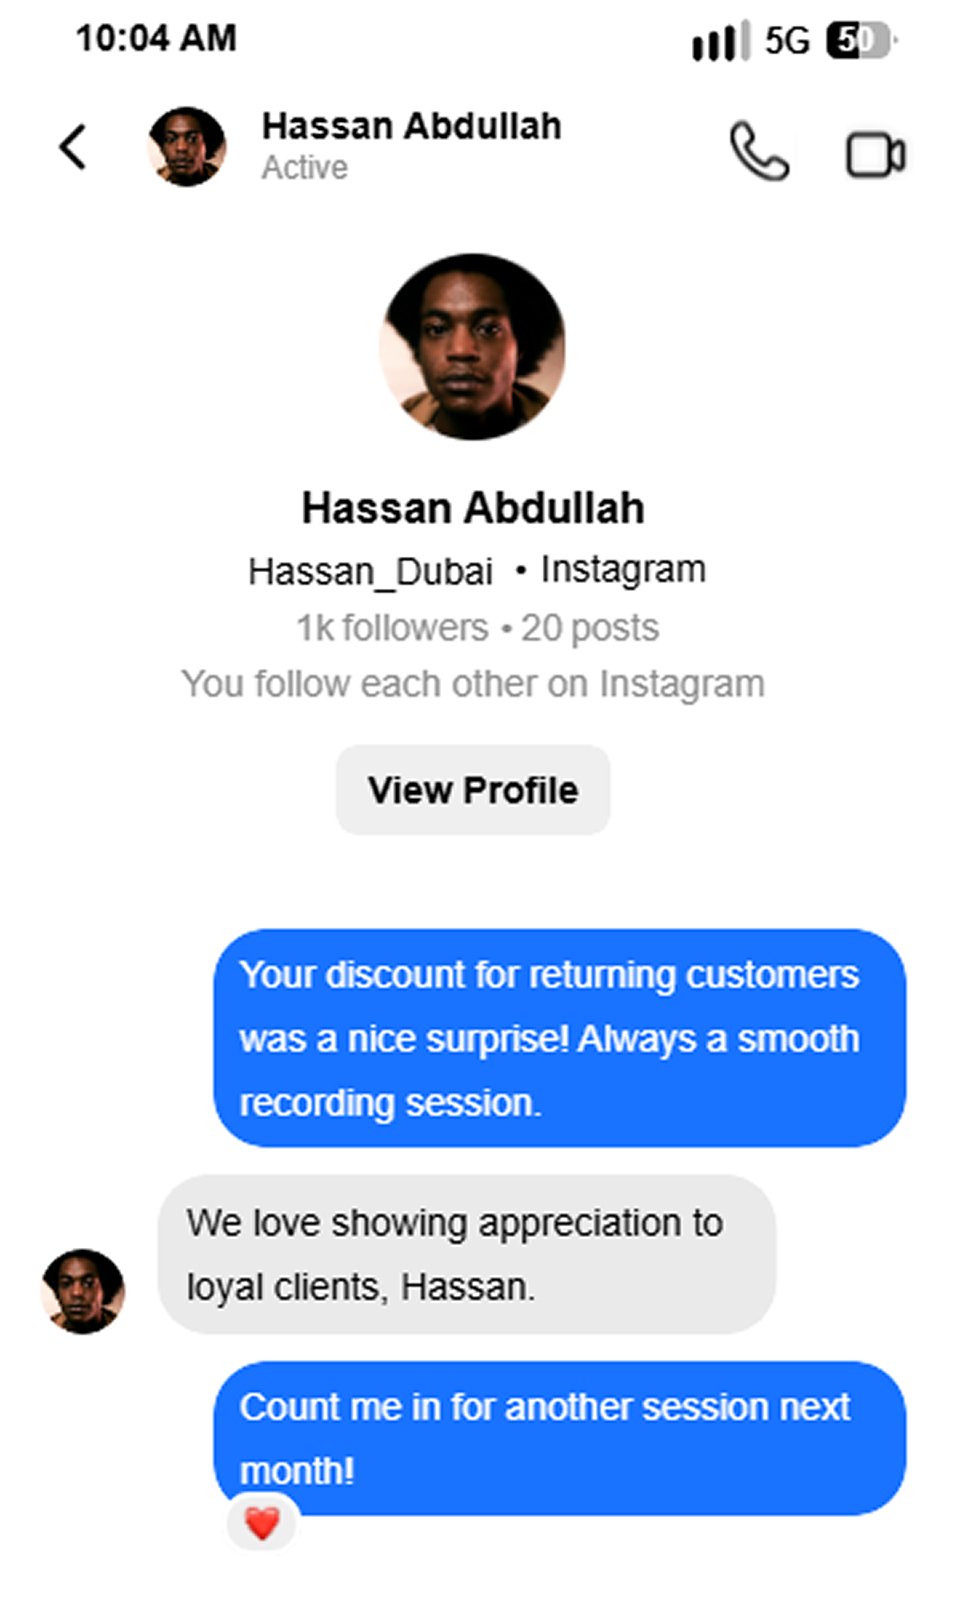 10:04 AM 5G 50
Hassan Abdullah
Active
Hassan Abdullah
Hassan_Dubai • Instagram
1k followers • 20 posts
You follow each other on Instagram
View Profile
Your discount for returning customers
was a nice surprise! Always a smooth
recording session.
We love showing appreciation to
loyal clients, Hassan.
Count me in for another session next
month!